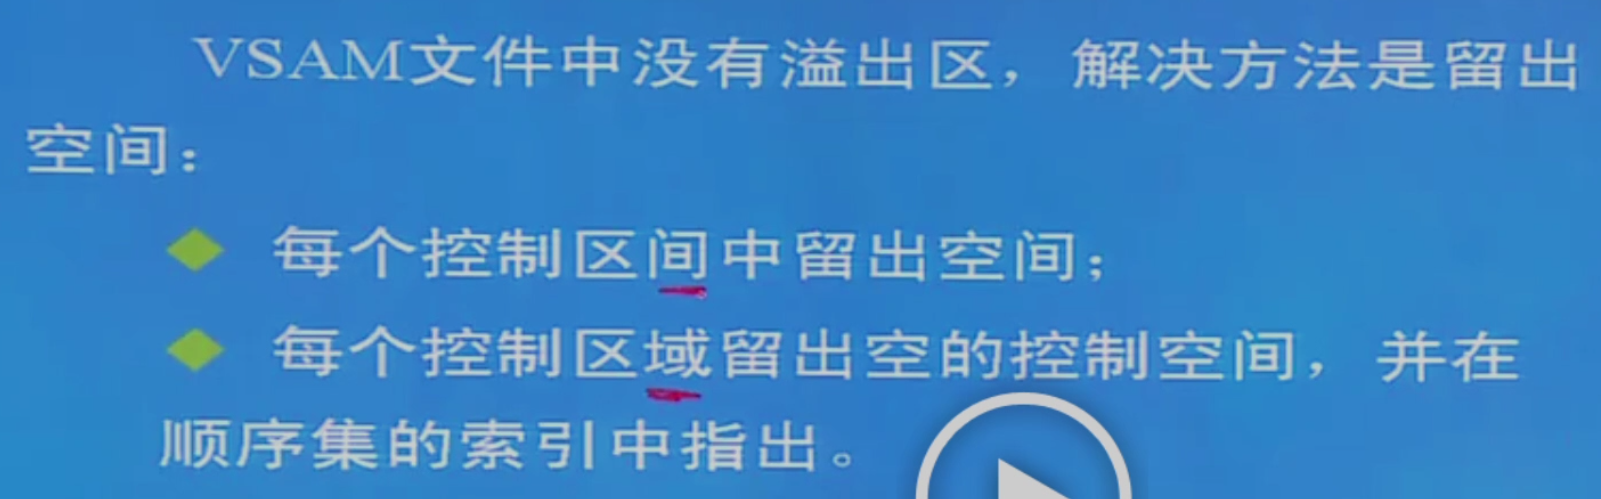 VSAM文件中没有溢出区，解决方法是留出
空间：
每个控制区间中留出空间；
每个控制区域留出空的控制空间，并在
顺序集的索引中指出。